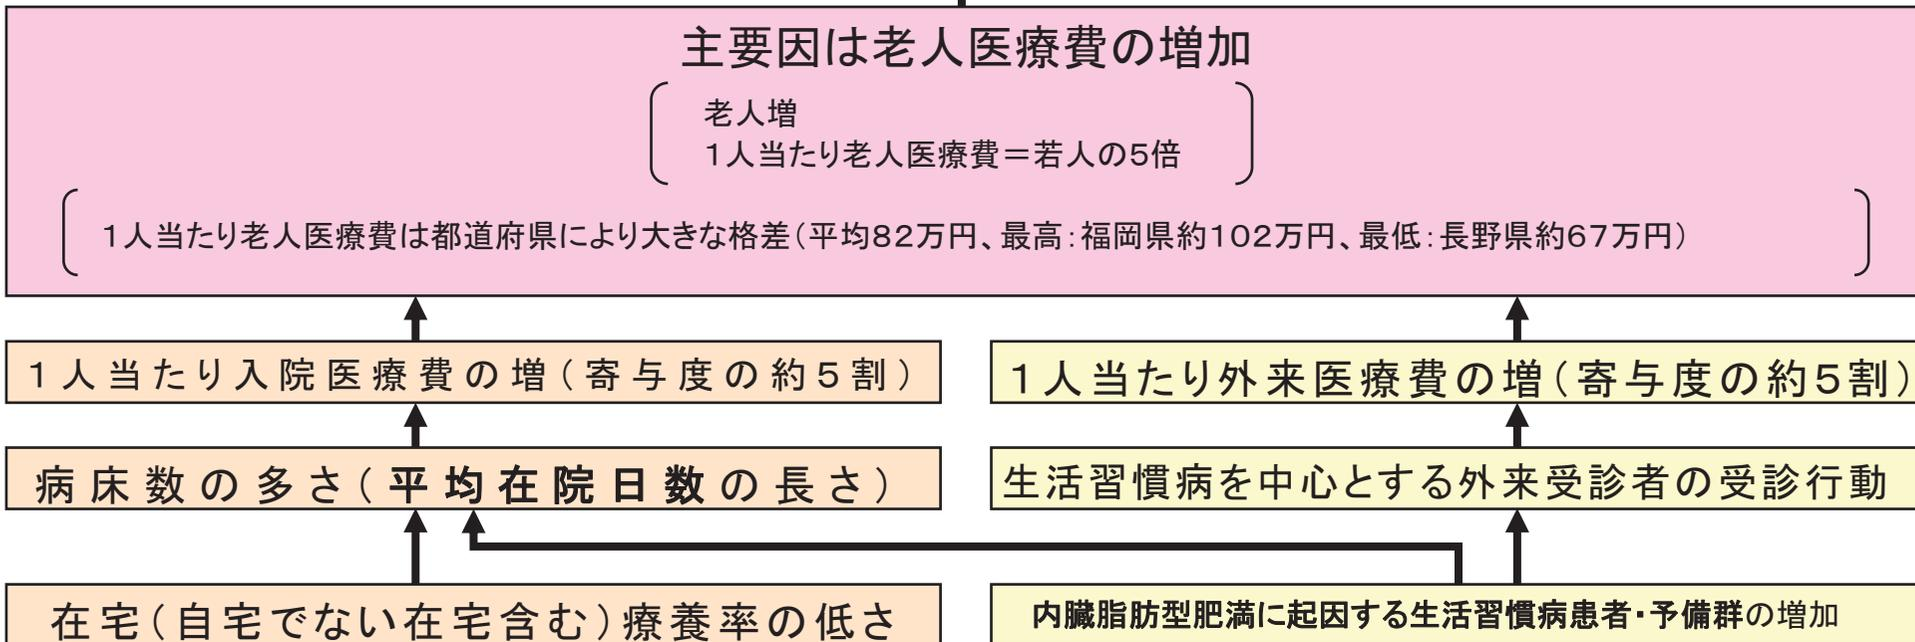 主要因は老人医療費の増加
老人増
1人当たり老人医療費＝若人の5倍
1人当たり老人医療費は都道府県により大きな格差（平均82万円、最高：福岡県約102万円、最低：長野県約67万円）
1人当たり入院医療費の増（寄与度の約5割）
1人当たり外来医療費の増（寄与度の約5割）
病床数の多さ（平均在院日数の長さ）
生活習慣病を中心とする外来受診者の受診行動
在宅（自宅でない在宅含む）療養率の低さ
内臓脂肪型肥満に起因する生活習慣病患者・予備群の増加